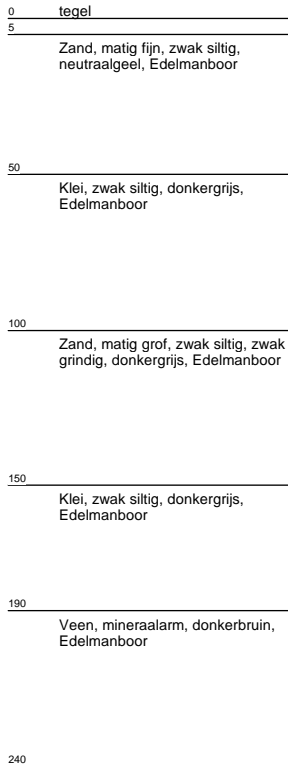 0 tegel
5
Zand, matig fijn, zwak siltig,
neutraalgeel, Edelmanboor
50
Klei, zwak siltig, donkergrijs,
Edelmanboor
100
Zand, matig grof, zwak siltig, zwak
grindig, donkergrijs, Edelmanboor
150
Klei, zwak siltig, donkergrijs,
Edelmanboor
190
Veen, mineraalarm, donkerbruin,
Edelmanboor
240